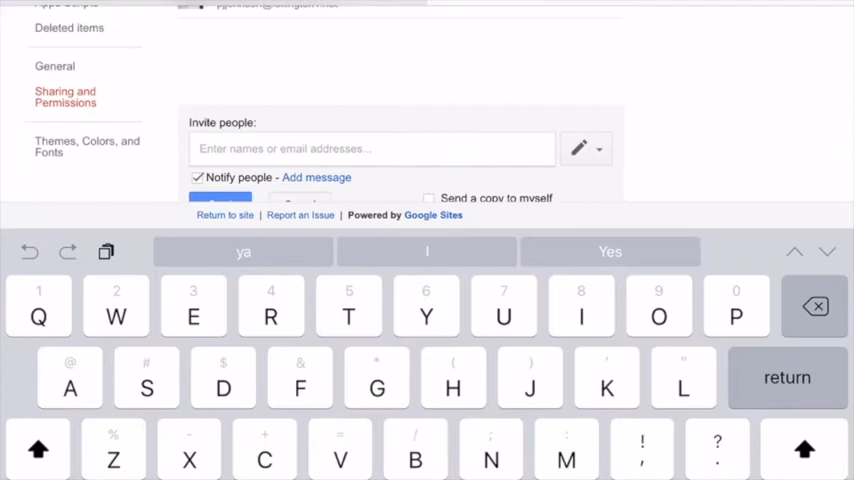 Deleted items
General
Sharing and
Permissions
Themes, Colors, and
Fonts
Invite people:
Enter names or email addresses...
Notify people - Add message
Send a copy to myself
Return to site | Report an Issue | Powered by Google Sites
ya I Yes
1 2 3 4 5 6 7 8 9 0
Q W E R T Y U I O P
@ # $ & * ( ) ' "
A S D F G H J K L return
% - + = / ; : ! ?
Z X C V B N M , .